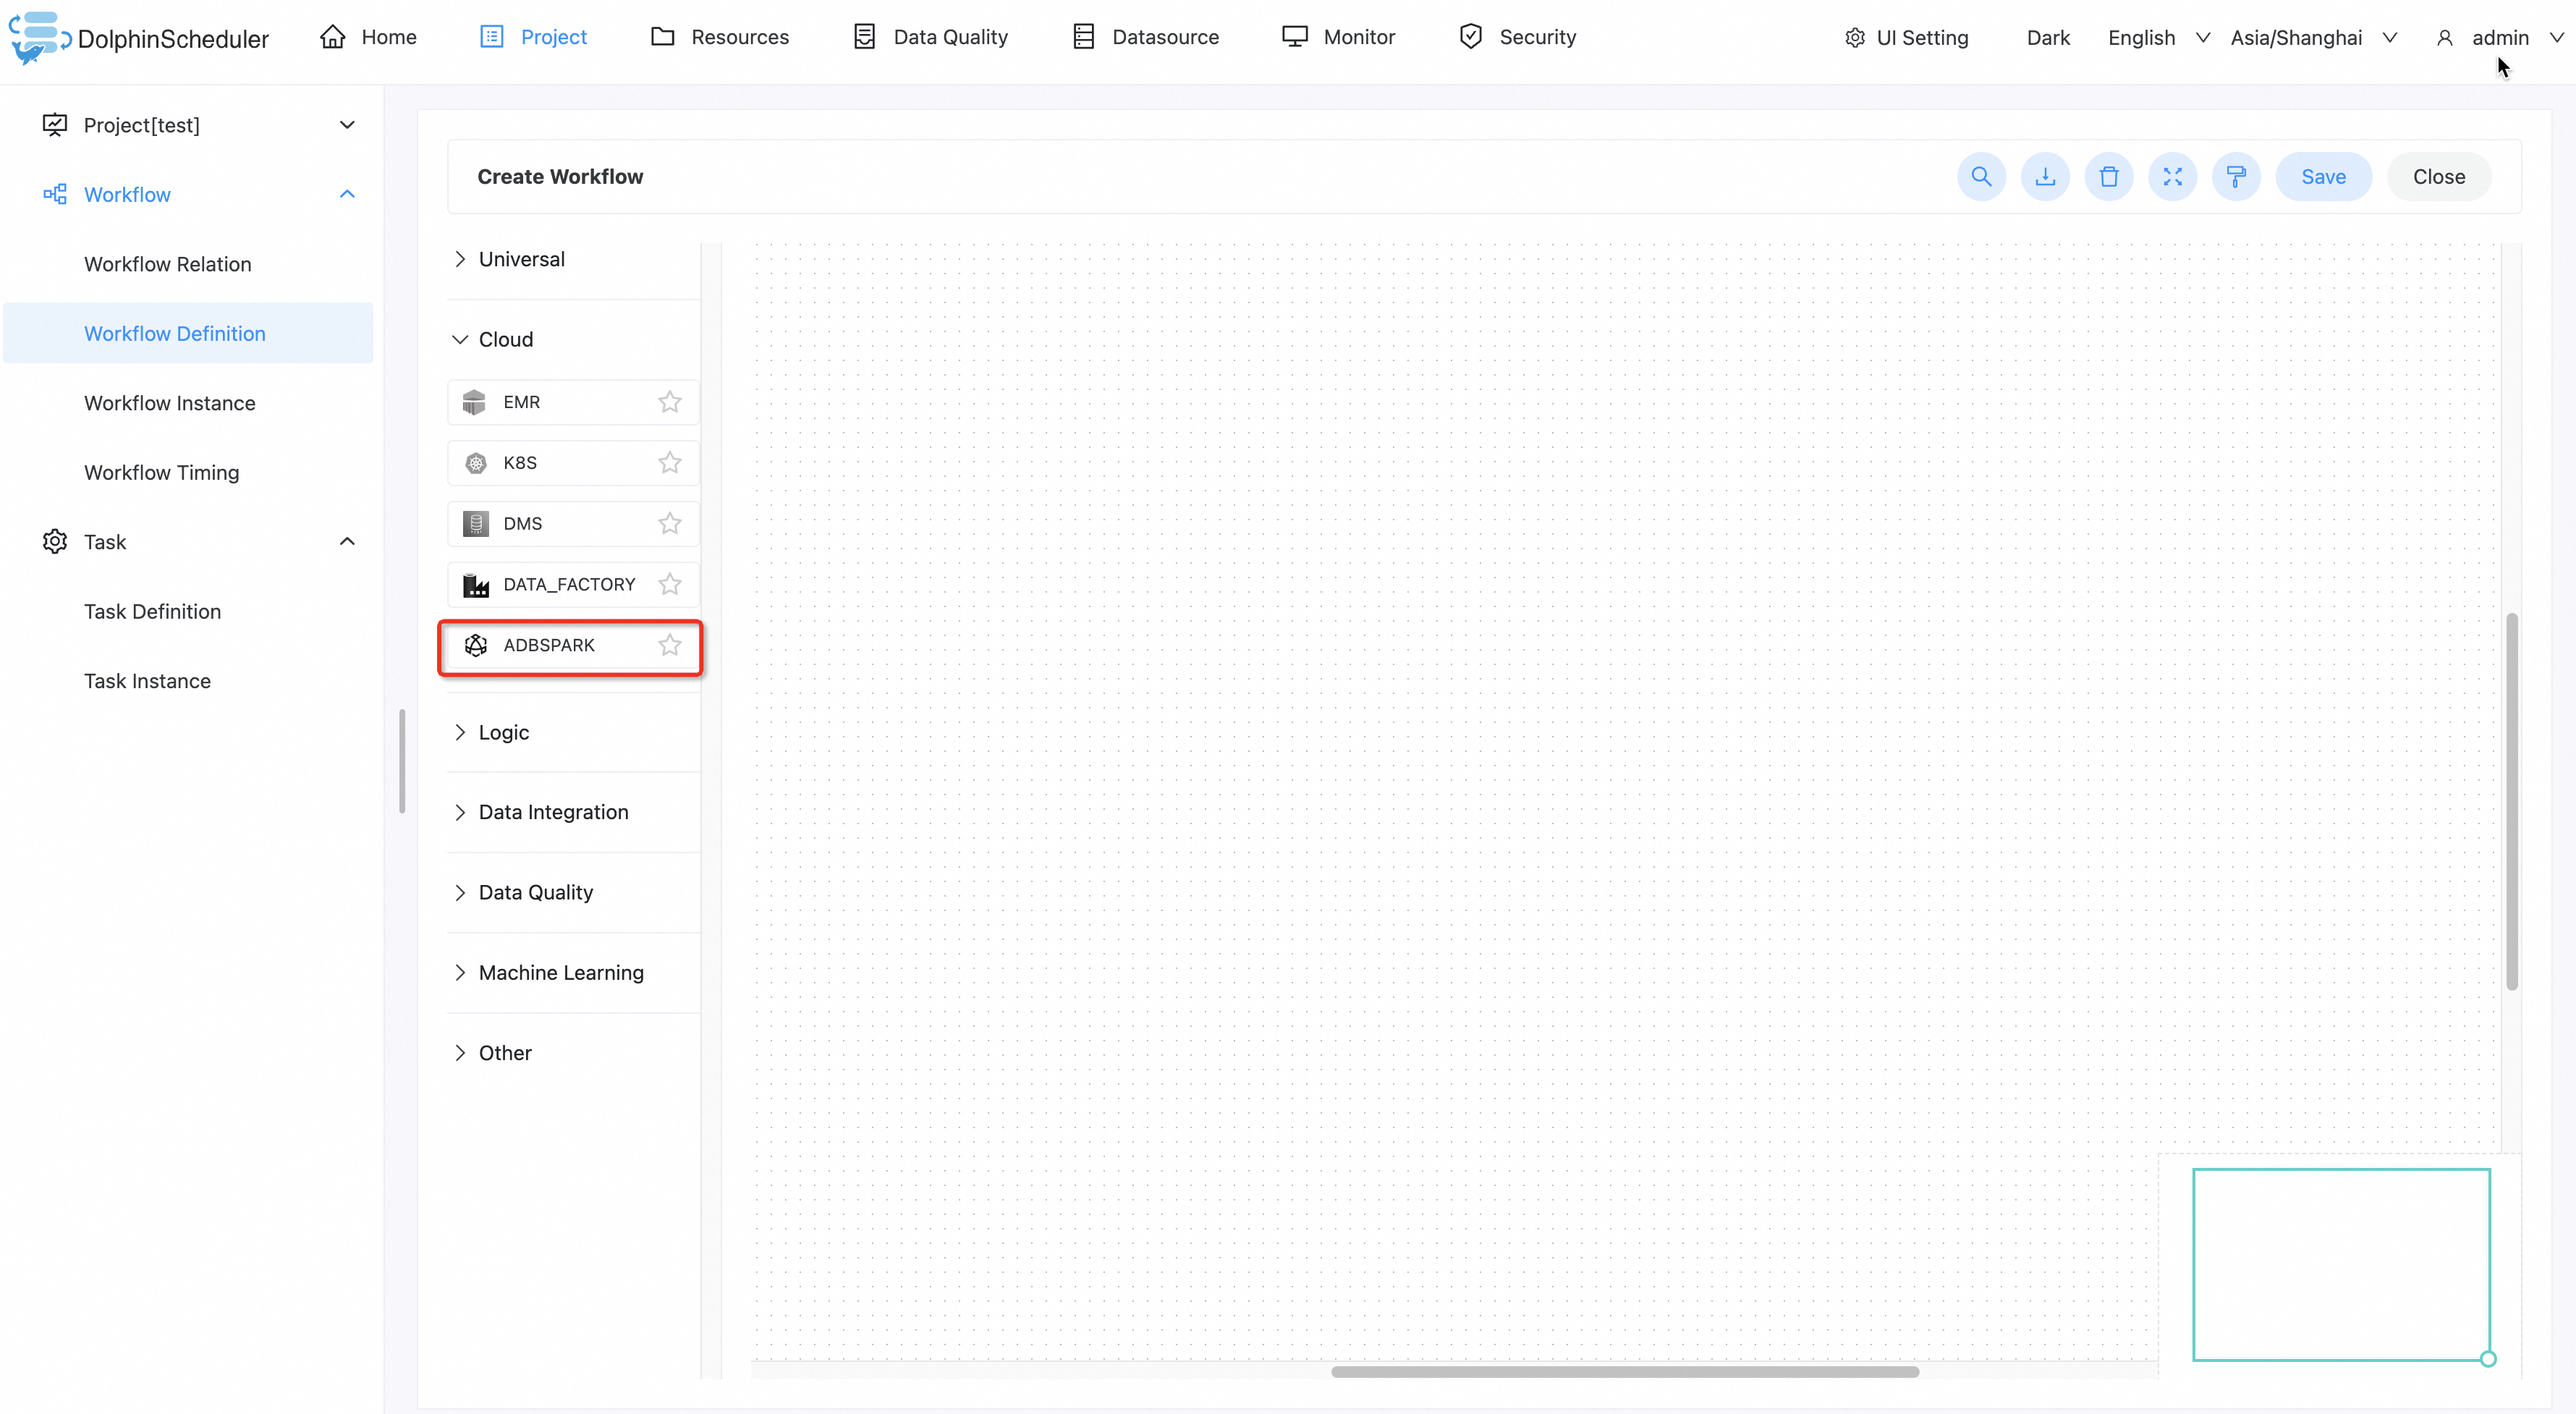 DolphinScheduler
Home
Project
Resources
Data Quality
Datasource
Monitor
Security
UI Setting
Dark
English
Asia/Shanghai
admin
Project[test]
Workflow
Workflow Relation
Workflow Definition
Workflow Instance
Workflow Timing
Task
Task Definition
Task Instance
Create Workflow
Save
Close
Universal
Cloud
EMR
K8S
DMS
DATA_FACTORY
ADBSPARK
Logic
Data Integration
Data Quality
Machine Learning
Other